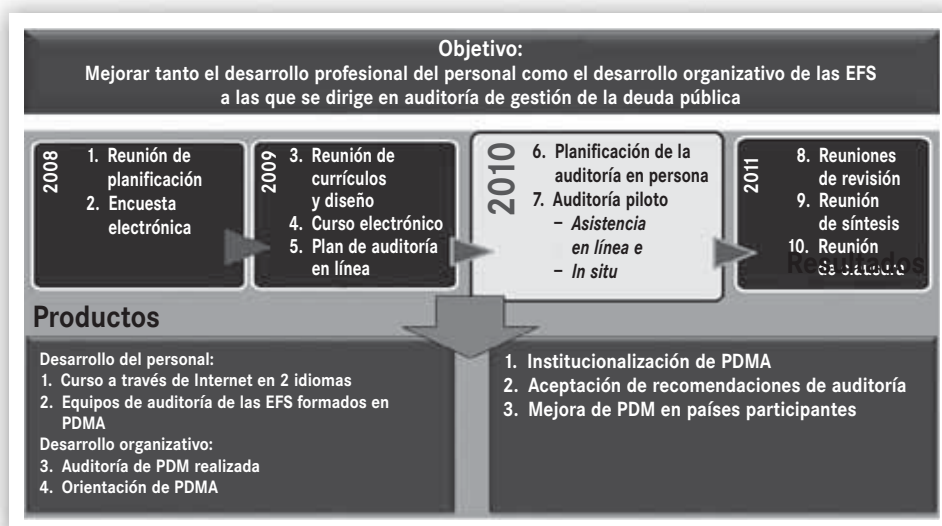 Objetivo:
Mejorar tanto el desarrollo profesional del personal como el desarrollo organizativo de las EFS
a las que se dirige en auditoría de gestión de la deuda pública
2008
1. Reunión de
planificación
2. Encuesta
electrónica
2009
3. Reunión de
currículos
y diseño
4. Curso electrónico
5. Plan de auditoría
en línea
2010
6. Planificación de la
auditoría en persona
7. Auditoría piloto
– Asistencia
en línea e
– In situ
2011
8. Reuniones
de revisión
9. Reunión
de síntesis
10. Reunión
de clausura
Resultados
Productos
Desarrollo del personal:
1. Curso a través de Internet en 2 idiomas
2. Equipos de auditoría de las EFS formados en
PDMA
Desarrollo organizativo:
3. Auditoría de PDM realizada
4. Orientación de PDMA
1. Institucionalización de PDMA
2. Aceptación de recomendaciones de auditoría
3. Mejora de PDM en países participantes